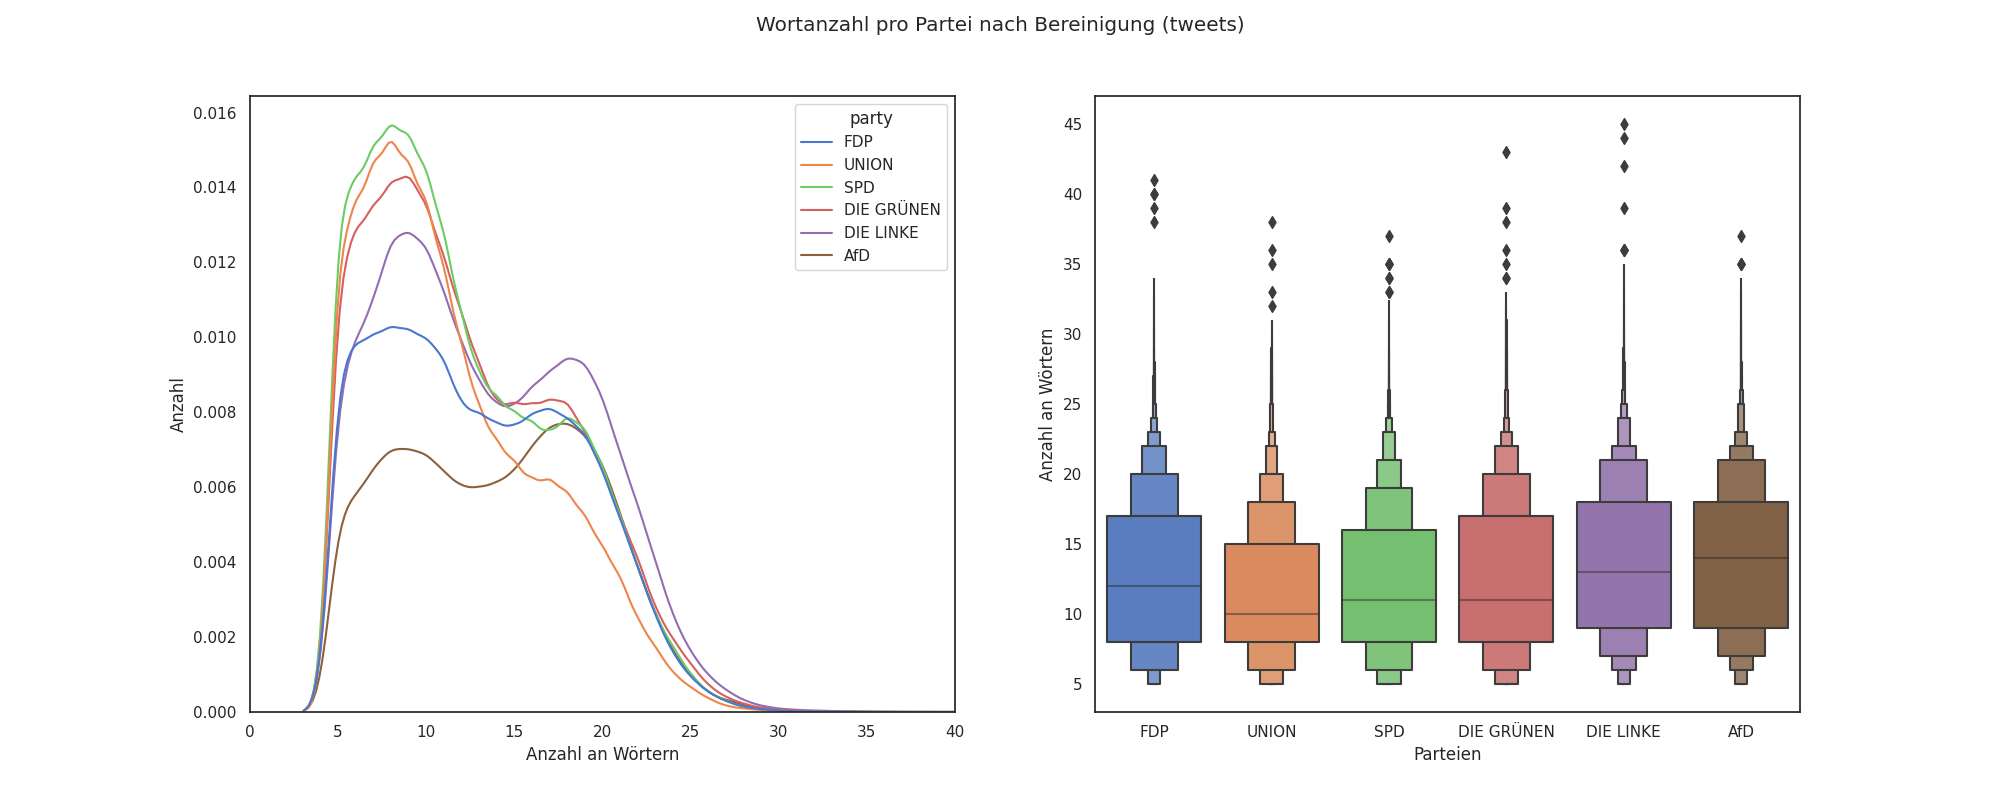 Wortanzahl pro Partei nach Bereinigung (tweets)
0.016
0.014
0.012
0.010
0.008
0.006
0.004
0.002
0.000
Anzahl
0 5 10 15 20 25 30 35 40
Anzahl an Wörtern
party
FDP
UNION
SPD
DIE GRÜNEN
DIE LINKE
AfD
45
40
35
30
25
20
15
10
5
Anzahl an Wörtern
FDP UNION SPD DIE GRÜNEN DIE LINKE AfD
Parteien